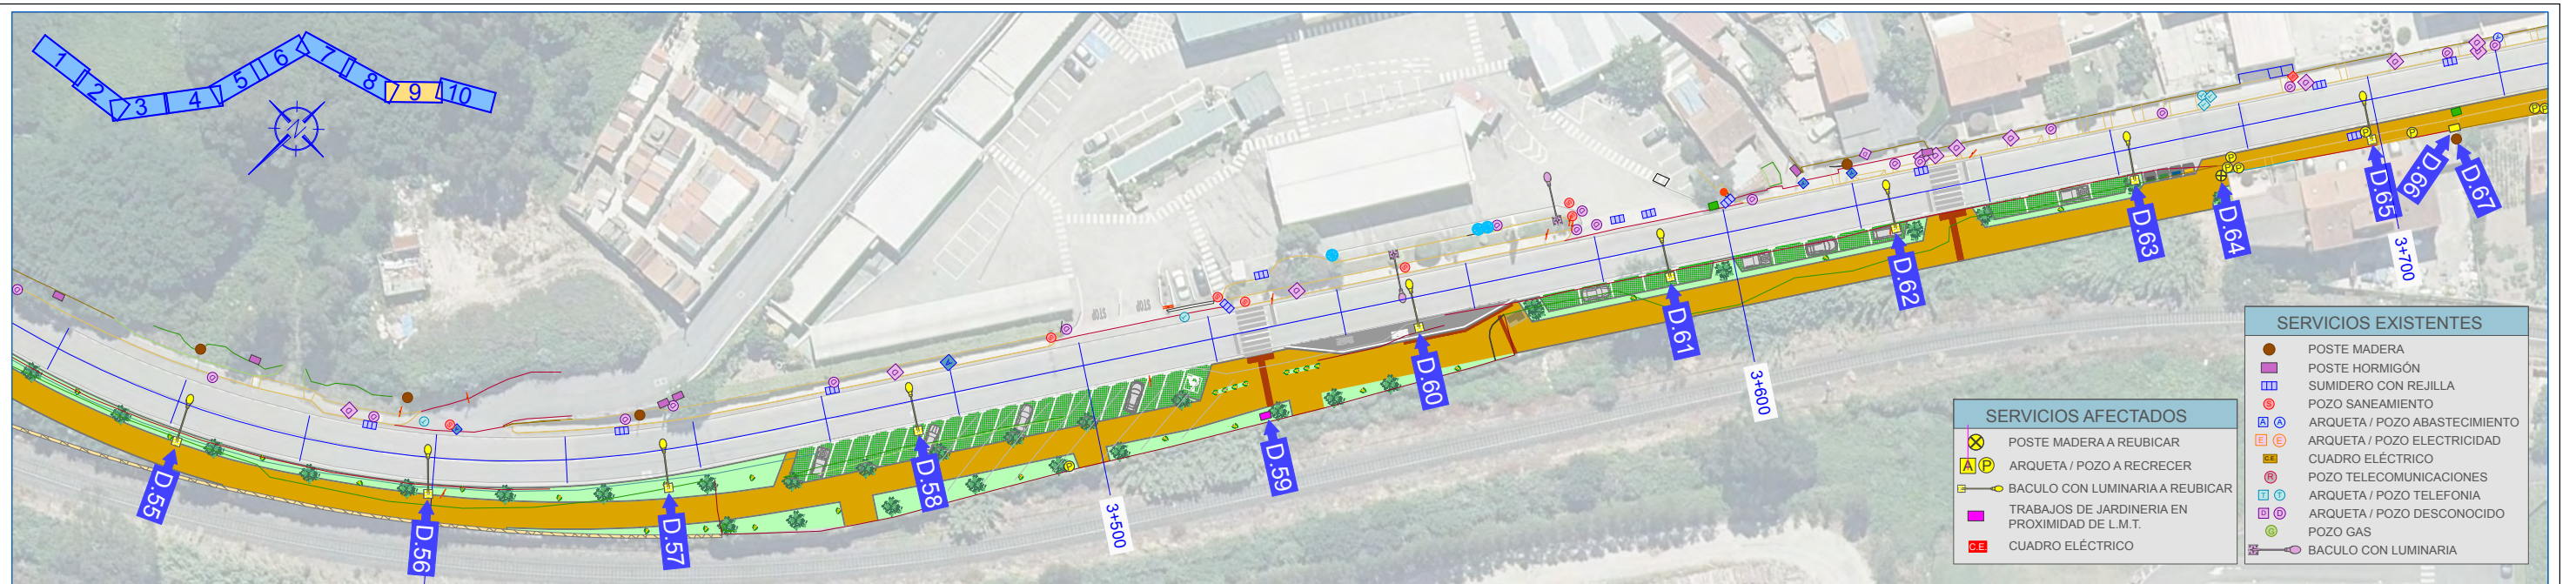 1
2
3
4
5
6
7
8
9
10
N
STOP
STOP
D.55
D.56
D.57
D.58
D.59
D.60
D.61
D.62
D.63
D.64
D.65
D.66
D.67
3+500
3+600
3+700
SERVICIOS AFECTADOS
POSTE MADERA A REUBICAR
A P ARQUETA / POZO A RECRECER
BACULO CON LUMINARIA A REUBICAR
TRABAJOS DE JARDINERIA EN
PROXIMIDAD DE L.M.T.
C.E. CUADRO ELÉCTRICO
SERVICIOS EXISTENTES
POSTE MADERA
POSTE HORMIGÓN
SUMIDERO CON REJILLA
S POZO SANEAMIENTO
A A ARQUETA / POZO ABASTECIMIENTO
E E ARQUETA / POZO ELECTRICIDAD
C.E. CUADRO ELÉCTRICO
R POZO TELECOMUNICACIONES
T T ARQUETA / POZO TELEFONIA
D D ARQUETA / POZO DESCONOCIDO
G POZO GAS
BACULO CON LUMINARIA